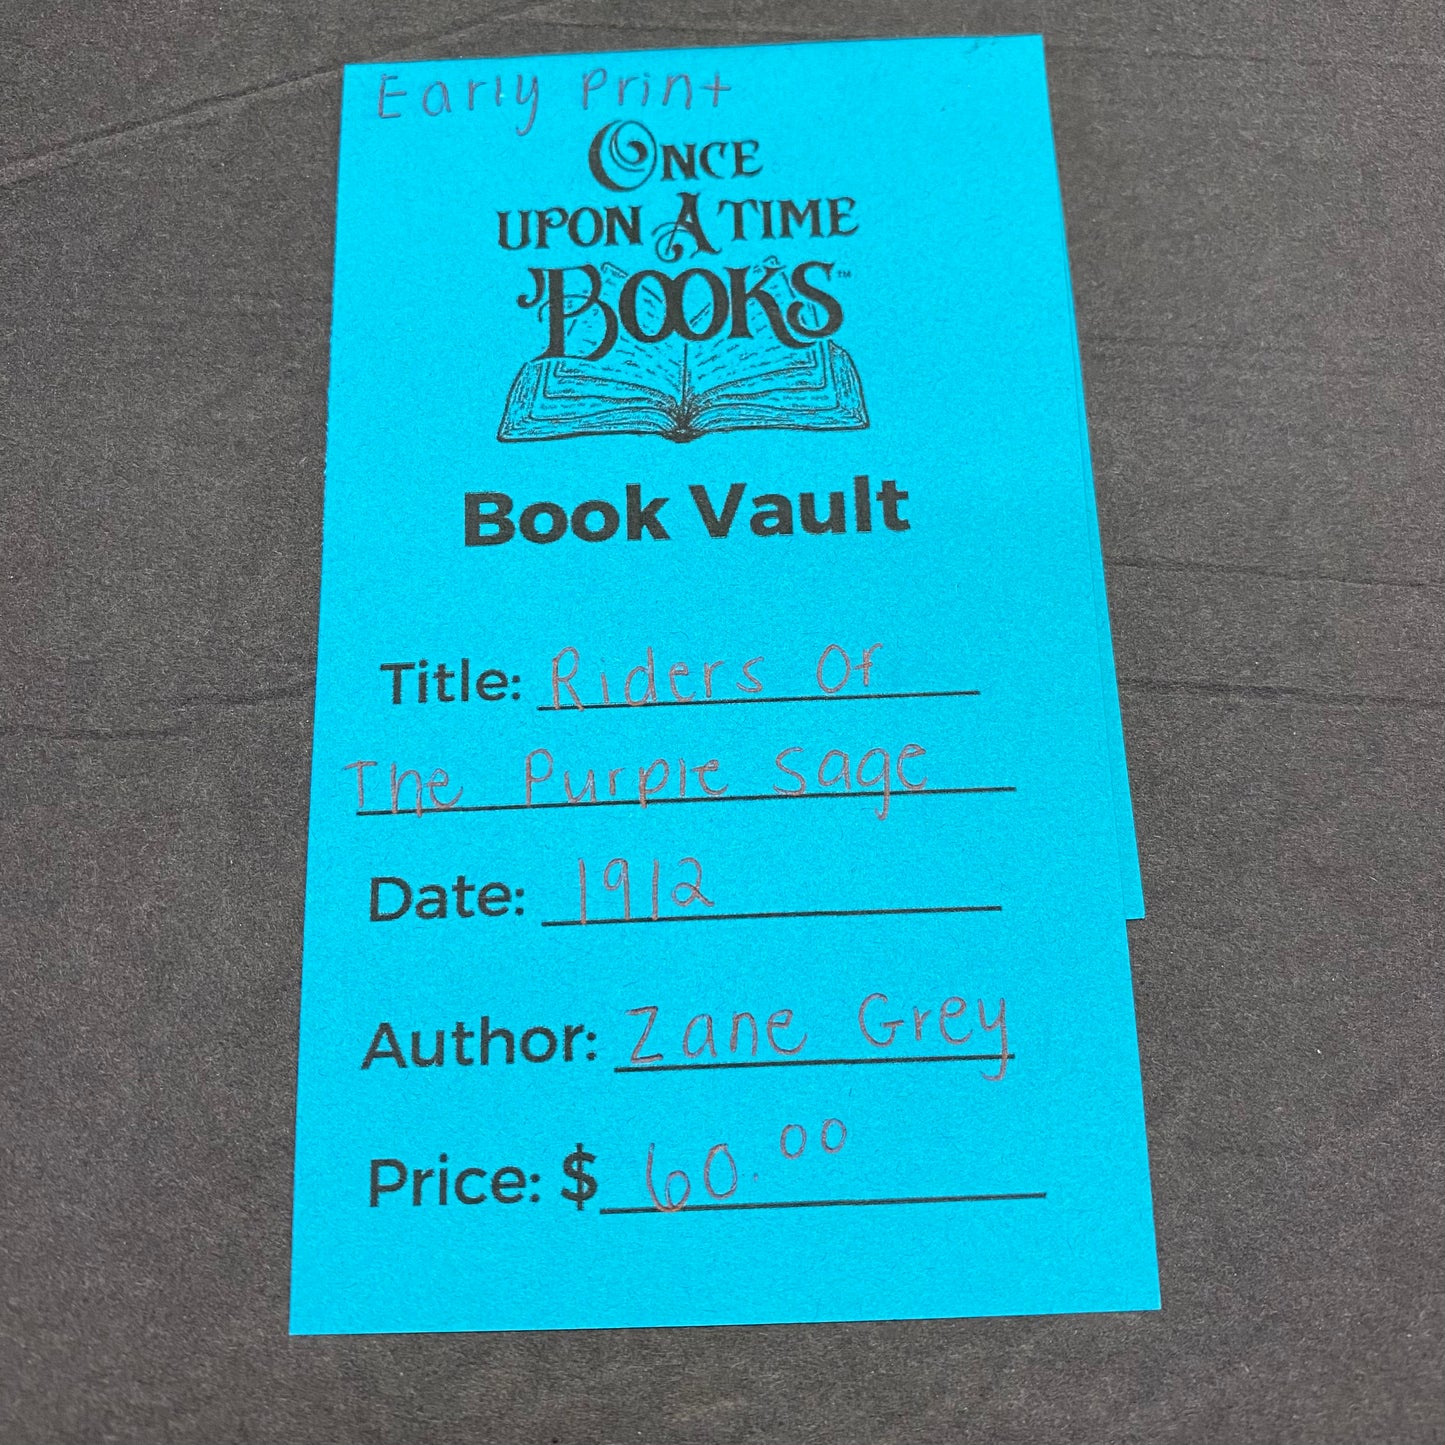 Early Print
ONCE
UPON A TIME
BOOKS™
Book Vault
Title: Riders Of
The Purple Sage
Date: 1912
Author: Zane Grey
Price: $ 60.00